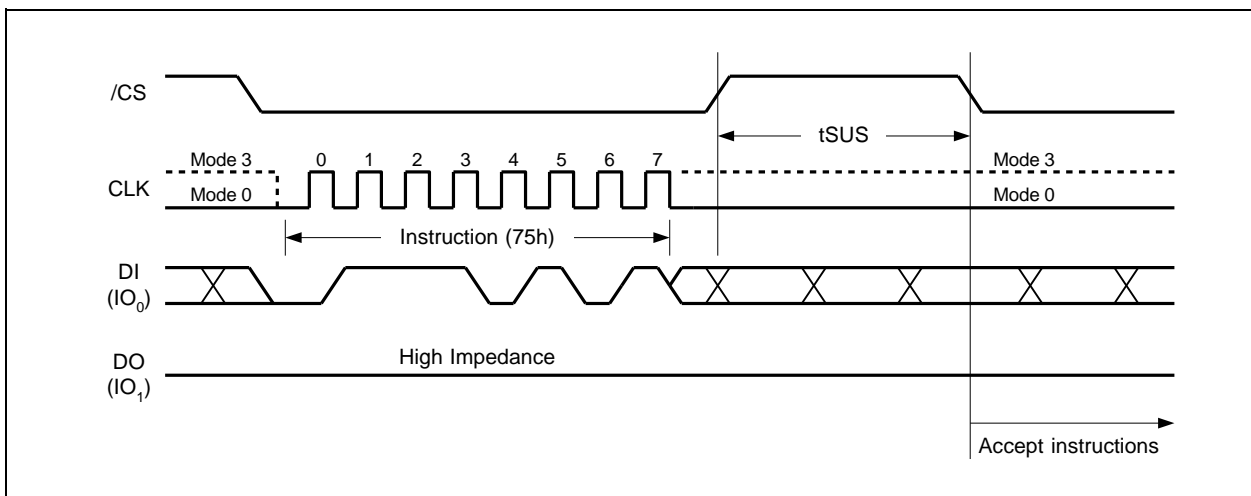 /CS
tSUS
Mode 3 0 1 2 3 4 5 6 7 Mode 3
CLK
Mode 0 Mode 0
Instruction (75h)
DI
(IO0)
High Impedance
DO
(IO1)
Accept instructions